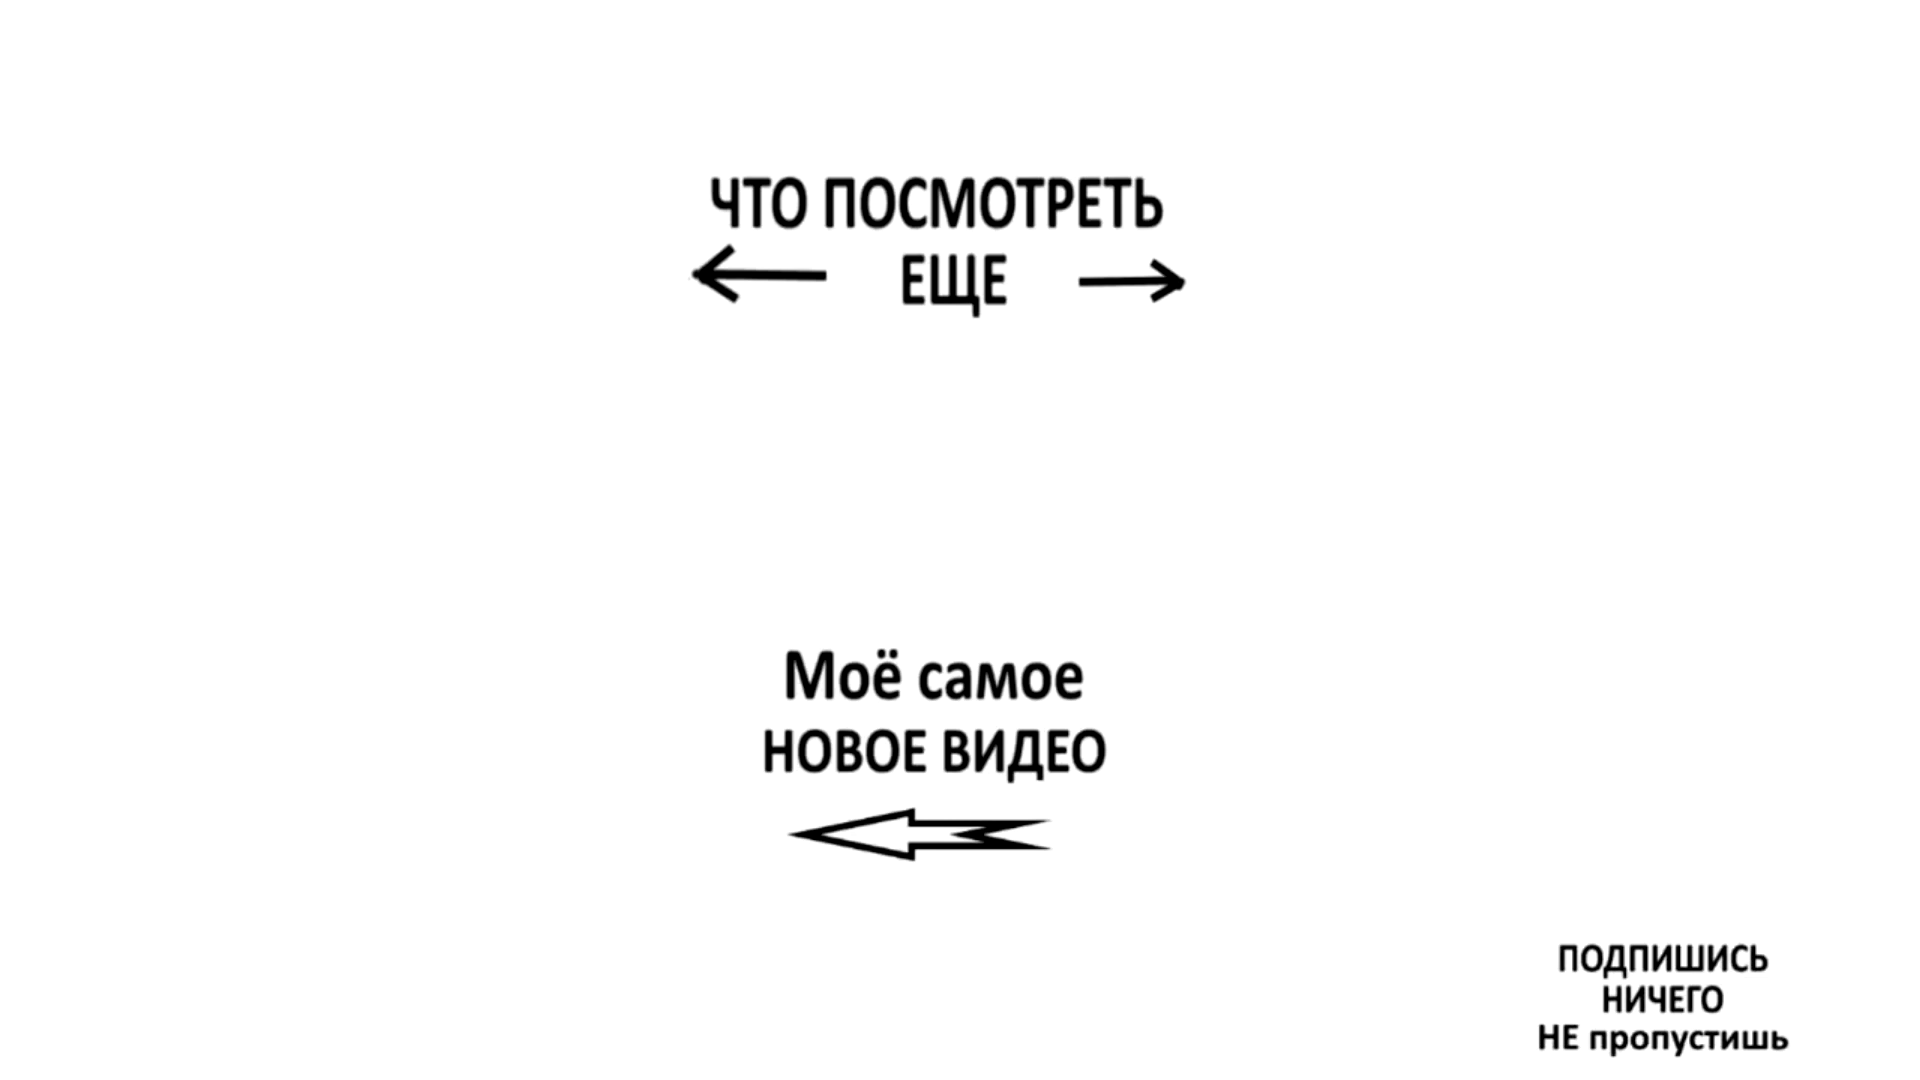 ЧТО ПОСМОТРЕТЬ
ЕЩЕ
Моё самое
НОВОЕ ВИДЕО
ПОДПИШИСЬ
НИЧЕГО
НЕ пропустишь